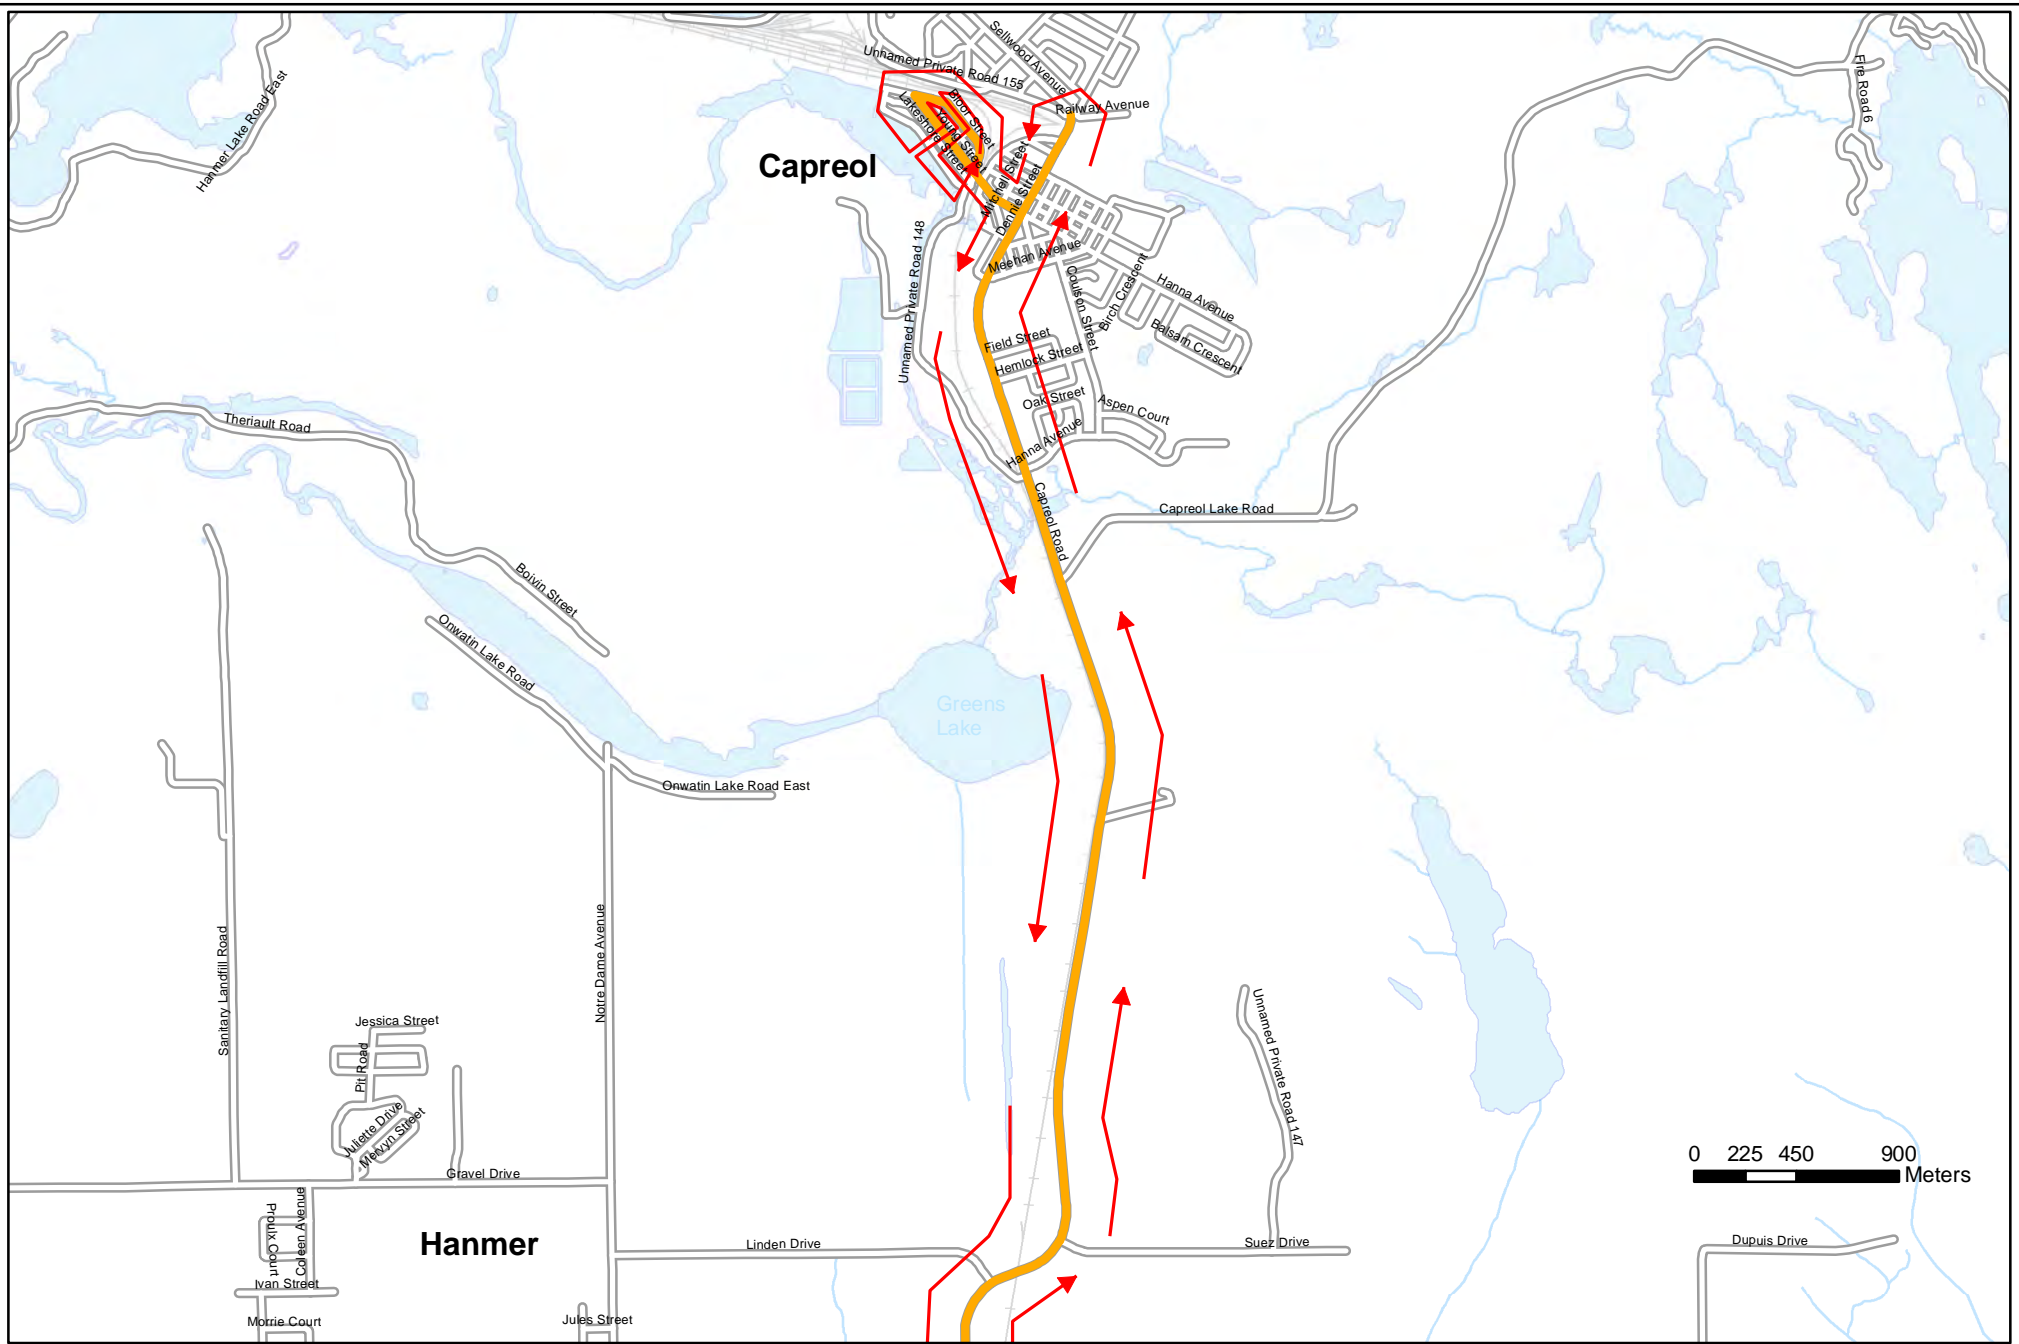 Sellwood Avenue
Unnamed Private Road 155
Fire Road 6
Hanmer Lake Road East
Railway Avenue
Bloor Street
Lakeshore Street
Young Street
Capreol
Mitchell Street
Dennie Street
Unnamed Private Road 148
Meehan Avenue
Coulson Street
Birch Crescent
Hanna Avenue
Balsam Crescent
Field Street
Hemlock Street
Oak Street
Aspen Court
Hanna Avenue
Theriault Road
Capreol Road
Capreol Lake Road
Boivin Street
Onwatin Lake Road
Greens
Lake
Onwatin Lake Road East
Sanitary Landfill Road
Notre Dame Avenue
Jessica Street
Pit Road
Juliette Drive
Mervyn Street
Unnamed Private Road 147
Gravel Drive
0 225 450 900
Meters
Proulx Court
Coleen Avenue
Hanmer
Linden Drive
Suez Drive
Dupuis Drive
Ivan Street
Morrie Court
Jules Street